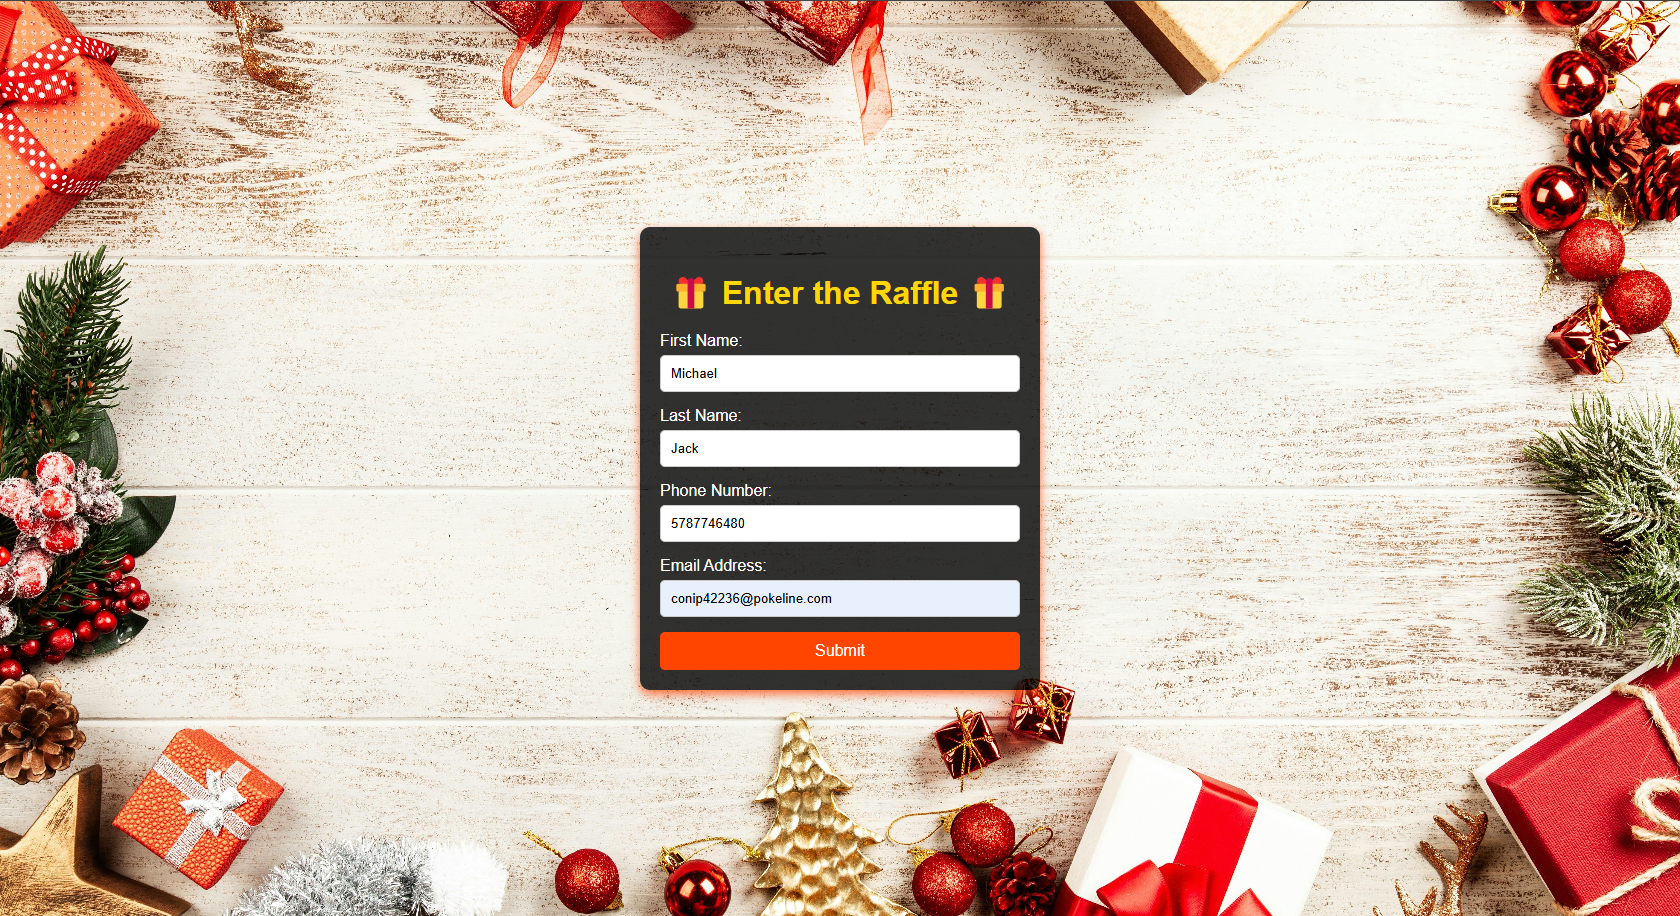 Enter the Raffle
First Name:
Michael
Last Name:
Jack
Phone Number:
5787746480
Email Address:
conip42236@pokeline.com
Submit